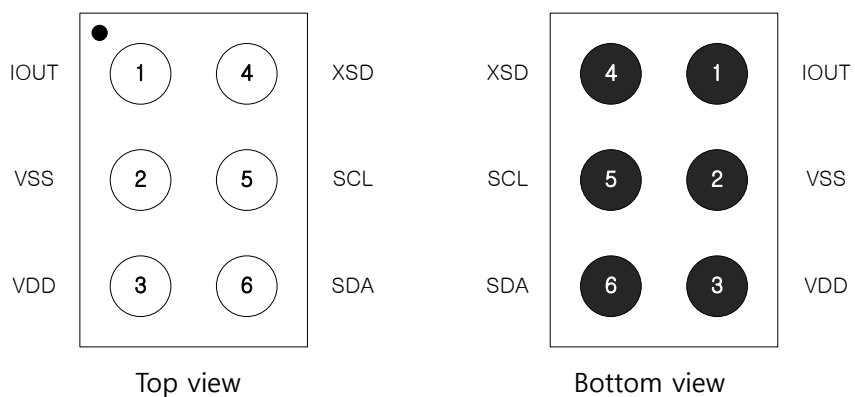 IOUT 1 4 XSD XSD 4 1 IOUT
VSS 2 5 SCL SCL 5 2 VSS
VDD 3 6 SDA SDA 6 3 VDD
Top view Bottom view